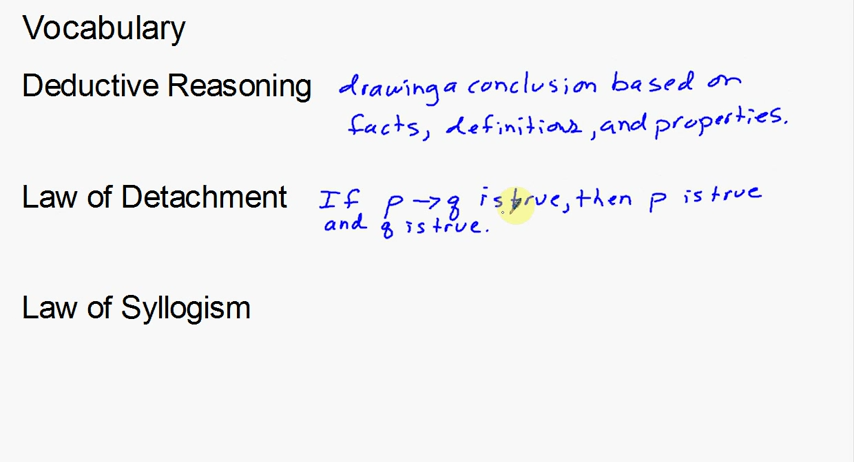 Vocabulary
Deductive Reasoning drawing a conclusion based on
facts, definitions, and properties.
Law of Detachment If p → q is true, then p is true
and q is true.
Law of Syllogism